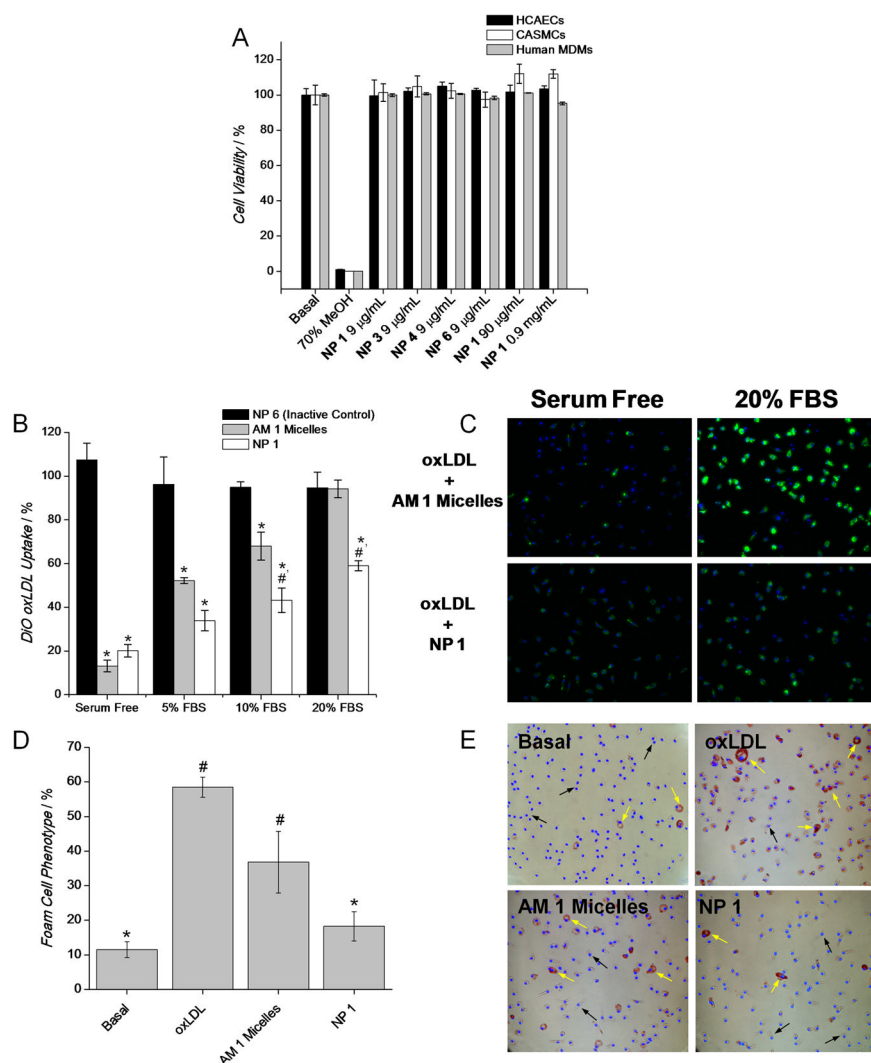 A
HCAECs
CASMCs
Human MDMs
Cell Viability / %
120
100
80
60
40
20
0
Basal
70% MeOH
NP 1 9 µg/mL
NP 3 9 µg/mL
NP 4 9 µg/mL
NP 6 9 µg/mL
NP 1 90 µg/mL
NP 1 0.9 mg/mL
B
NP 6 (Inactive Control)
AM 1 Micelles
NP 1
DiO oxLDL Uptake / %
120
100
80
60
40
20
0
*
*
*
*
*
*,
#
*,
#
Serum Free
5% FBS
10% FBS
20% FBS
C
Serum Free
20% FBS
oxLDL
+
AM 1 Micelles
oxLDL
+
NP 1
D
Foam Cell Phenotype / %
70
60
50
40
30
20
10
0
*
#
#
*
Basal
oxLDL
AM 1 Micelles
NP 1
E
Basal
oxLDL
AM 1 Micelles
NP 1